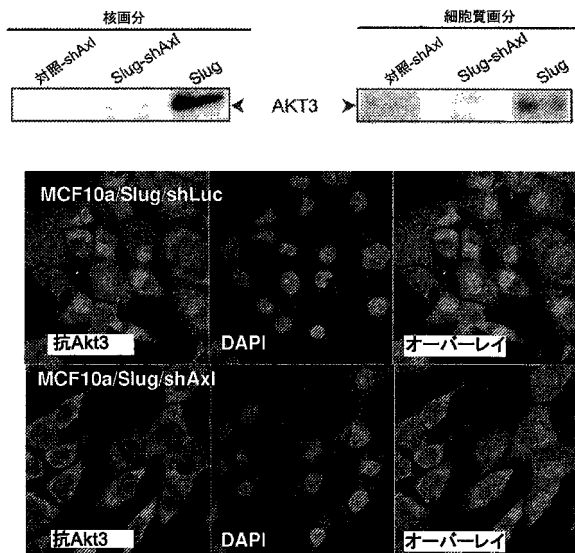 核画分
細胞質画分
対照-shAxl
Slug-shAxl
Slug
対照-shAxl
Slug-shAxl
Slug
AKT3
MCF10a/Slug/shLuc
抗Akt3
DAPI
オーバーレイ
MCF10a/Slug/shAxl
抗Akt3
DAPI
オーバーレイ